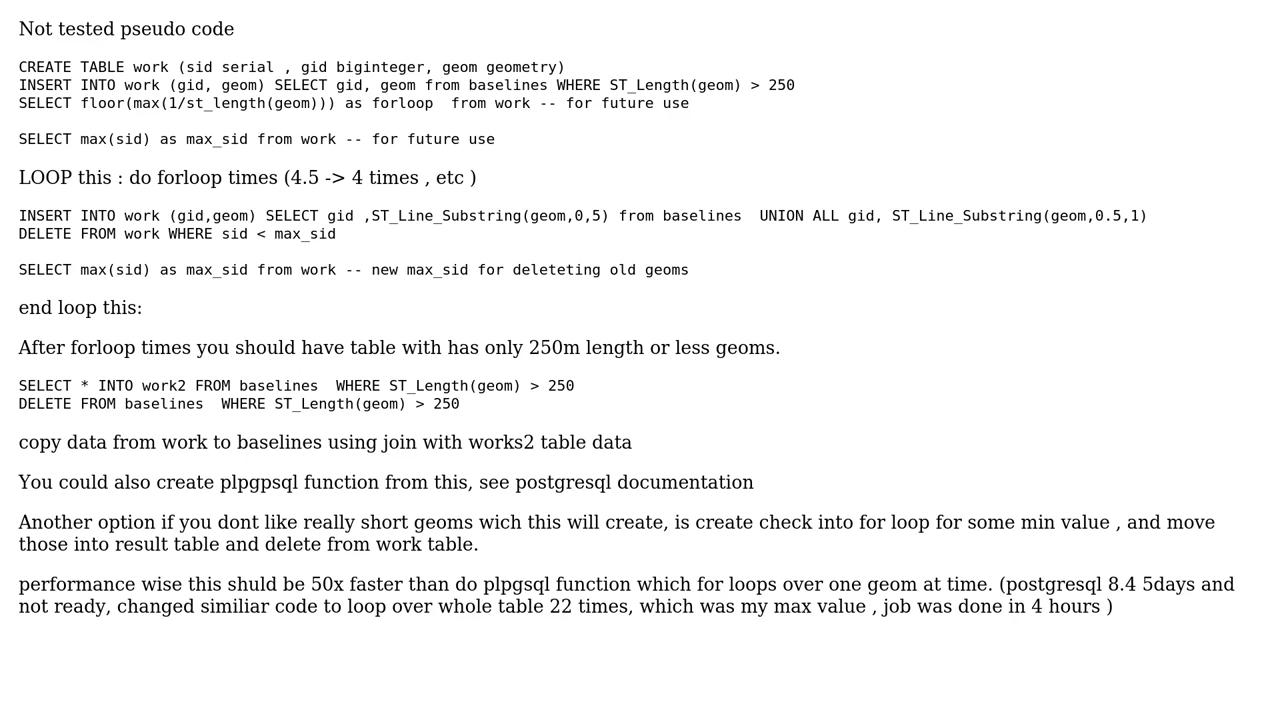 Not tested pseudo code
CREATE TABLE work (sid serial , gid biginteger, geom geometry)
INSERT INTO work (gid, geom) SELECT gid, geom from baselines WHERE ST_Length(geom) > 250
SELECT floor(max(1/st_length(geom))) as forloop  from work -- for future use
SELECT max(sid) as max_sid from work -- for future use
LOOP this : do forloop times (4.5 -> 4 times , etc )
INSERT INTO work (gid,geom) SELECT gid ,ST_Line_Substring(geom,0,5) from baselines  UNION ALL gid, ST_Line_Substring(geom,0.5,1)
DELETE FROM work WHERE sid < max_sid
SELECT max(sid) as max_sid from work -- new max_sid for deleteting old geoms
end loop this:
After forloop times you should have table with has only 250m length or less geoms.
SELECT * INTO work2 FROM baselines  WHERE ST_Length(geom) > 250
DELETE FROM baselines  WHERE ST_Length(geom) > 250
copy data from work to baselines using join with works2 table data
You could also create plpgpsql function from this, see postgresql documentation
Another option if you dont like really short geoms wich this will create, is create check into for loop for some min value , and move
those into result table and delete from work table.
performance wise this shuld be 50x faster than do plpgsql function which for loops over one geom at time. (postgresql 8.4 5days and
not ready, changed similiar code to loop over whole table 22 times, which was my max value , job was done in 4 hours )